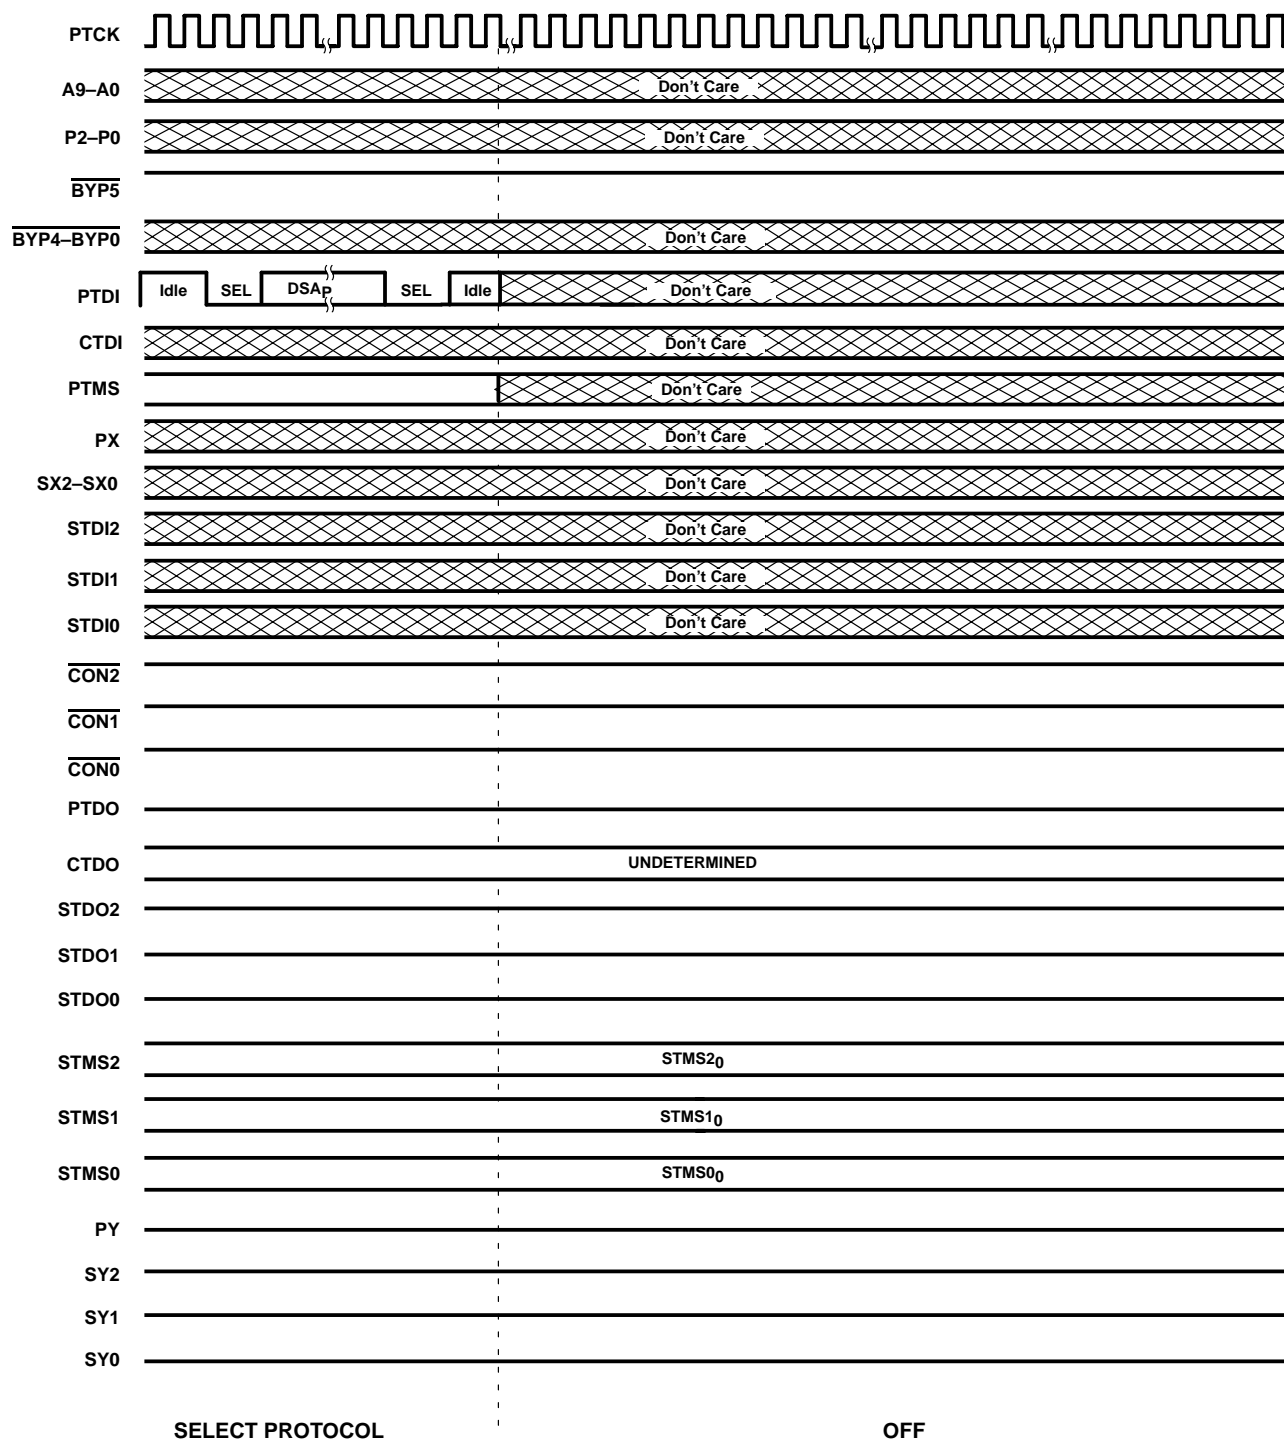 PTCK
A9–A0 Don't Care
P2–P0 Don't Care
BYP5
BYP4–BYP0 Don't Care
PTDI Idle SEL DSAP SEL Idle Don't Care
CTDI Don't Care
PTMS Don't Care
PX Don't Care
SX2–SX0 Don't Care
STDI2 Don't Care
STDI1 Don't Care
STDI0 Don't Care
CON2
CON1
CON0
PTDO
CTDO UNDETERMINED
STDO2
STDO1
STDO0
STMS2 STMS20
STMS1 STMS10
STMS0 STMS00
PY
SY2
SY1
SY0
SELECT PROTOCOL OFF